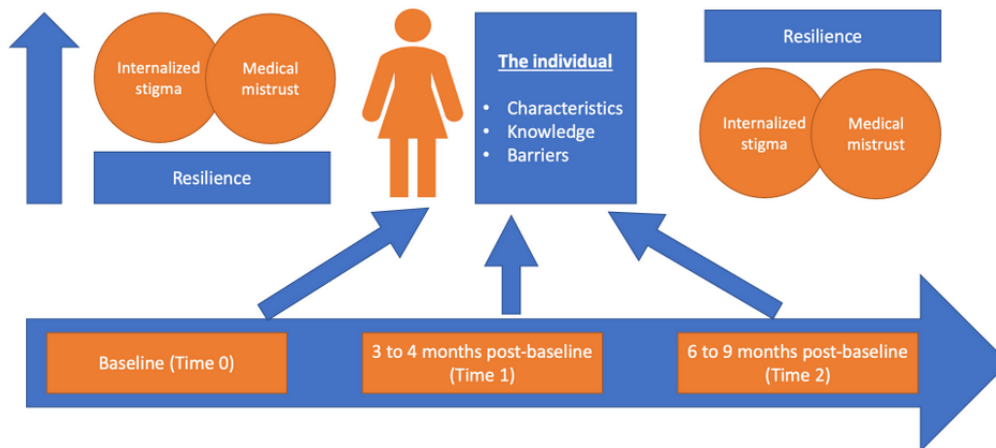 Internalized
stigma
Medical
mistrust
Resilience
The individual
• Characteristics
• Knowledge
• Barriers
Resilience
Internalized
stigma
Medical
mistrust
Baseline (Time 0)
3 to 4 months post-baseline
(Time 1)
6 to 9 months post-baseline
(Time 2)